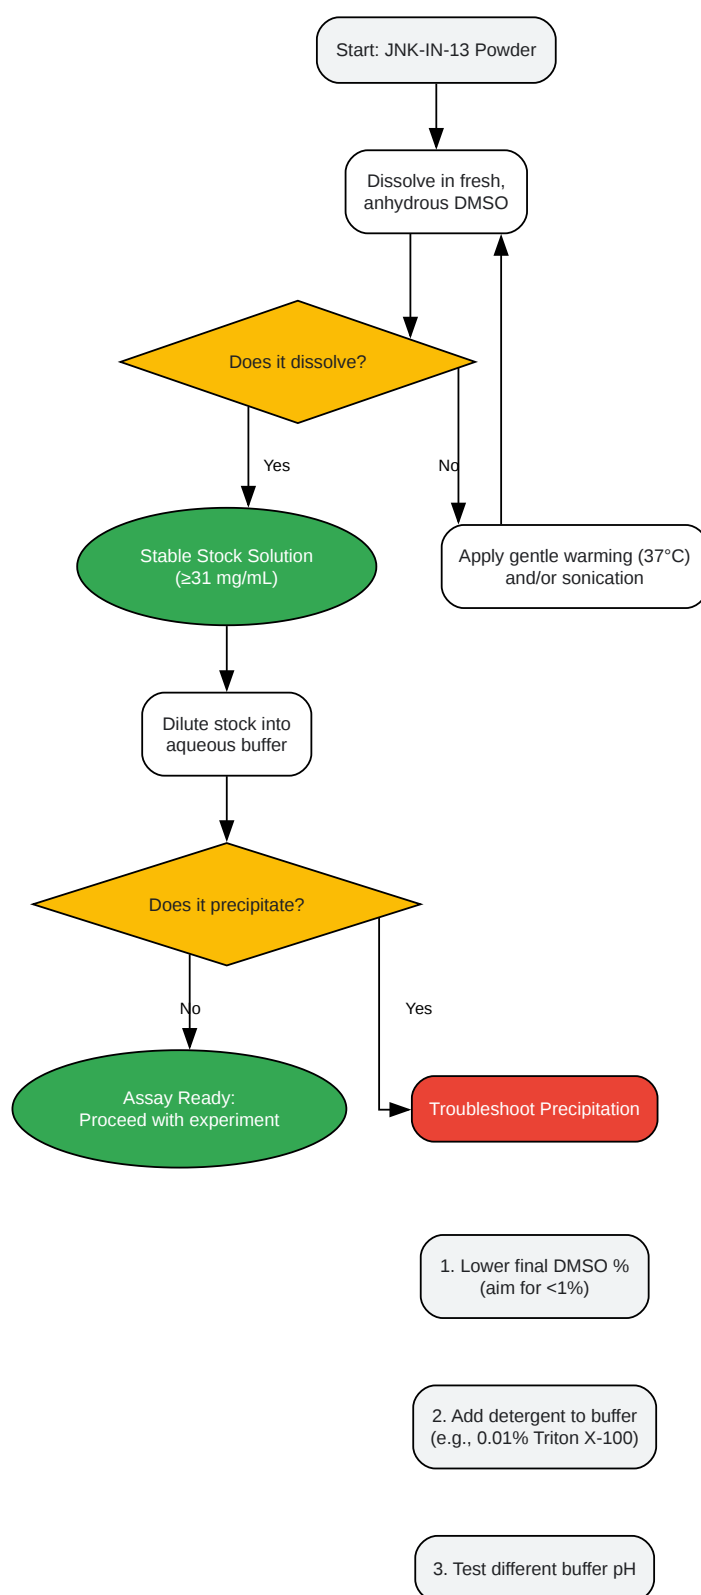 Start: JNK-IN-13 Powder
Dissolve in fresh,
anhydrous DMSO
Does it dissolve?
Yes
No
Stable Stock Solution
(≥31 mg/mL)
Apply gentle warming (37°C)
and/or sonication
Dilute stock into
aqueous buffer
Does it precipitate?
No
Yes
Assay Ready:
Proceed with experiment
Troubleshoot Precipitation
1. Lower final DMSO %
(aim for <1%)
2. Add detergent to buffer
(e.g., 0.01% Triton X-100)
3. Test different buffer pH